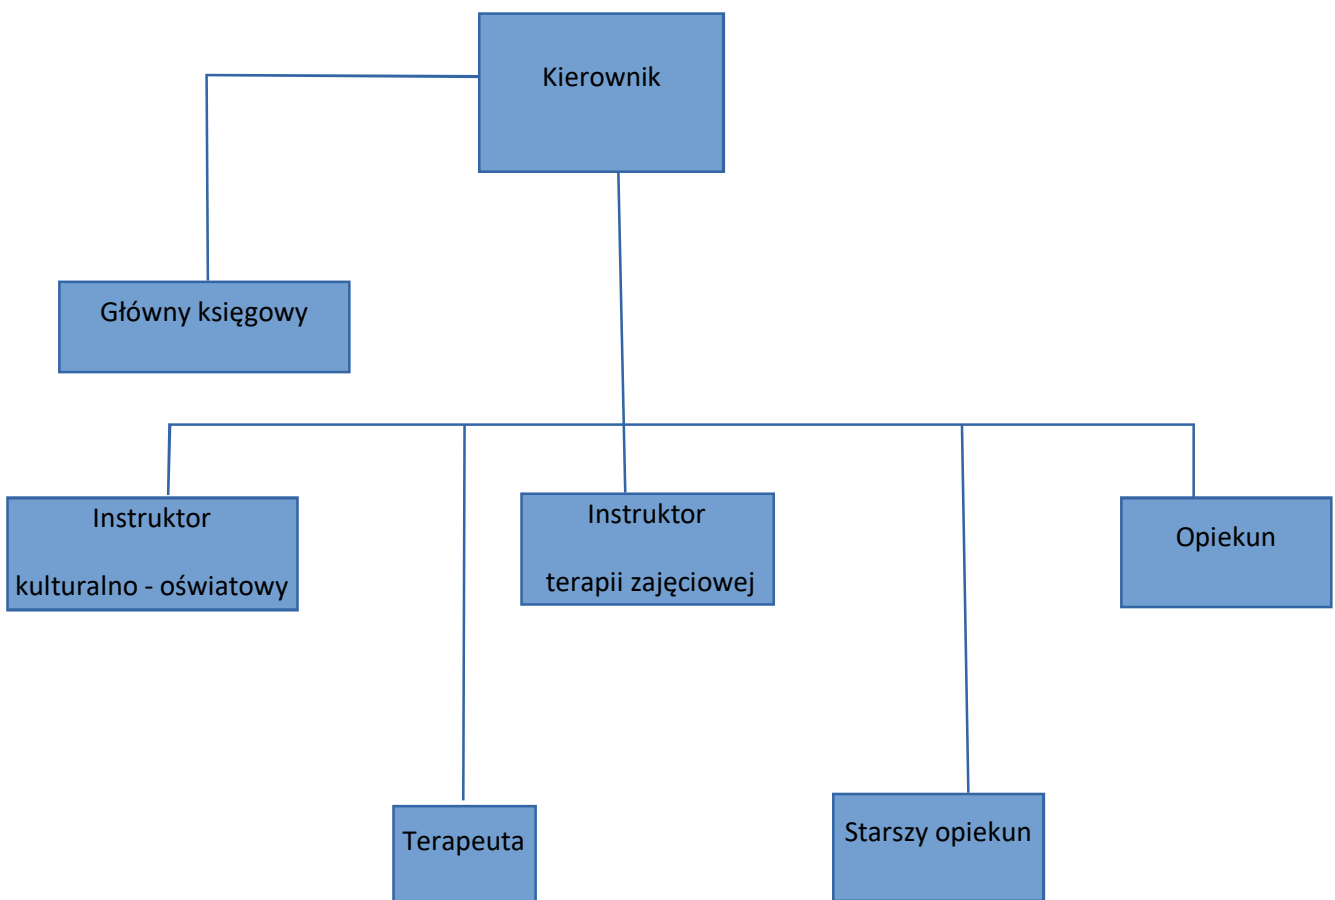 Kierownik
Główny księgowy
Instruktor
kulturalno - oświatowy
Instruktor
terapii zajęciowej
Opiekun
Terapeuta
Starszy opiekun